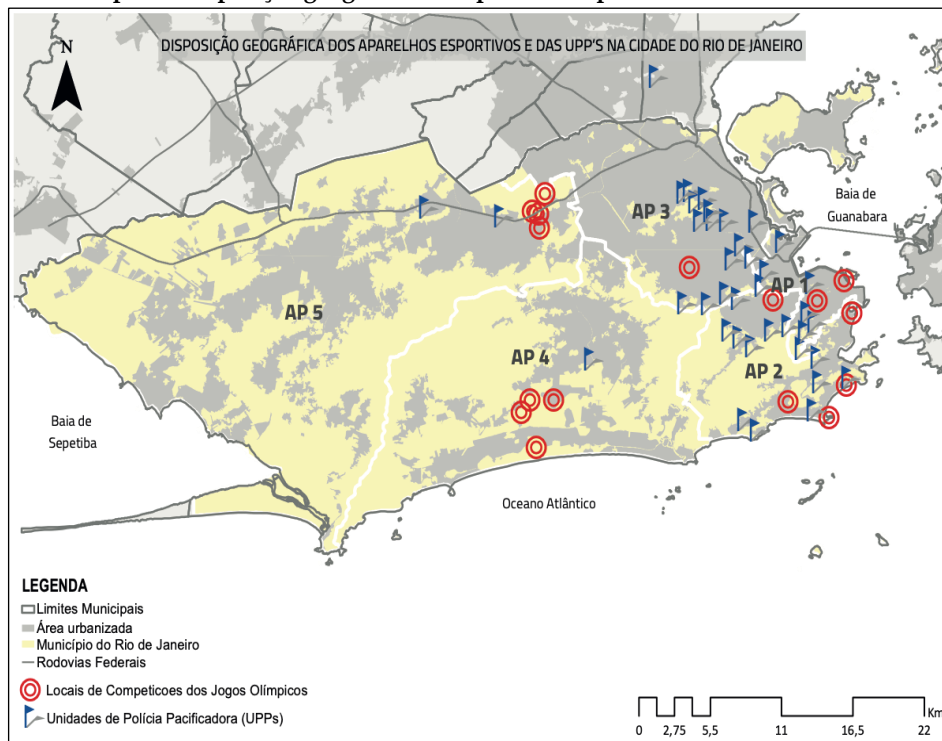 DISPOSIÇÃO GEOGRÁFICA DOS APARELHOS ESPORTIVOS E DAS UPP'S NA CIDADE DO RIO DE JANEIRO
N
Baia de
Guanabara
AP 3
AP 1
AP 5
AP 4
AP 2
Baia de
Sepetiba
Oceano Atlântico
LEGENDA
Limites Municipais
Área urbanizada
Município do Rio de Janeiro
Rodovias Federais
Locais de Competicoes dos Jogos Olímpicos
Unidades de Polícia Pacificadora (UPPs)
Km
0 2,75 5,5 11 16,5 22